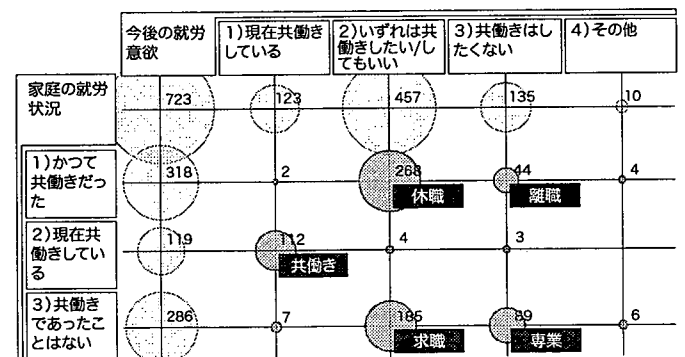 今後の就労
意欲
1)現在共働き
している
2)いずれは共
働きしたい/し
てもいい
3)共働きはし
たくない
4)その他
家庭の就労
状況
723
123
457
135
10
1)かつて
共働きだっ
た
318
2
268
44
4
休職
離職
2)現在共
働きしてい
る
119
112
4
3
共働き
3)共働き
であったこ
とはない
286
7
185
89
6
求職
専業